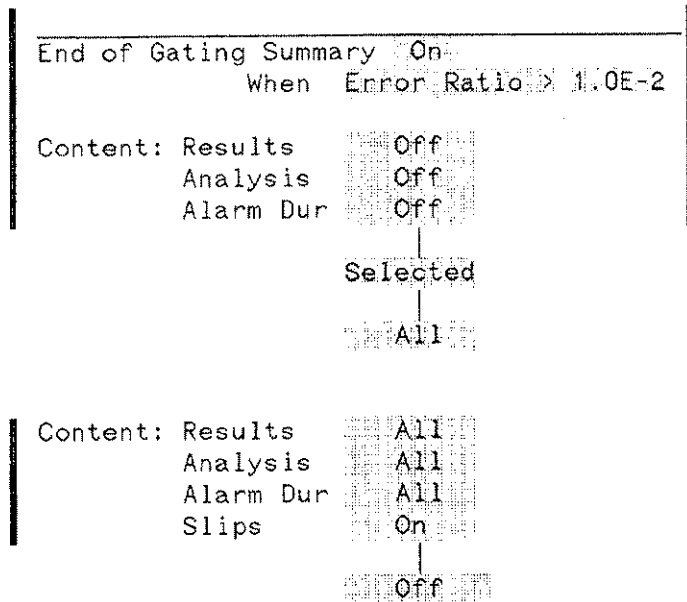 End of Gating Summary On
When Error Ratio > 1.0E-2
Content: Results Off
Analysis Off
Alarm Dur Off
Selected
All
Content: Results All
Analysis All
Alarm Dur All
Slips On
Off